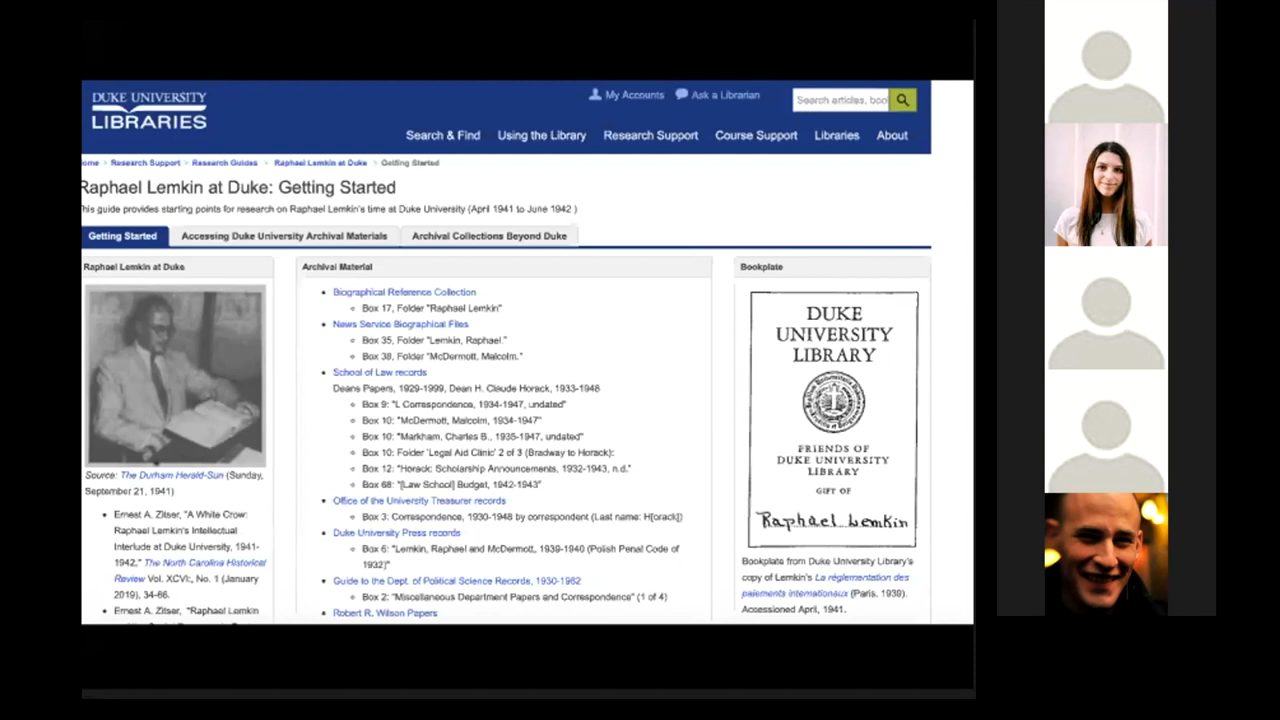 DUKE UNIVERSITY
LIBRARIES
My Accounts
Ask a Librarian
Search articles, boo
Search & Find
Using the Library
Research Support
Course Support
Libraries
About
ome > Research Support > Research Guides > Raphael Lemkin at Duke > Getting Started
Raphael Lemkin at Duke: Getting Started
This guide provides starting points for research on Raphael Lemkin's time at Duke University (April 1941 to June 1942 )
Getting Started
Accessing Duke University Archival Materials
Archival Collections Beyond Duke
Raphael Lemkin at Duke
Source: The Durham Herald-Sun (Sunday,
September 21, 1941)
• Ernest A. Zitser, "A White Crow:
Raphael Lemkin's Intellectual
Interlude at Duke University, 1941-
1942," The North Carolina Historical
Review Vol. XCVI:, No. 1 (January
2019), 34-66.
• Ernest A. Zitser, "Raphael Lemkin
Archival Material
• Biographical Reference Collection
Box 17, Folder "Raphael Lemkin"
• News Service Biographical Files
Box 35, Folder "Lemkin, Raphael."
Box 38, Folder "McDermott, Malcolm."
• School of Law records
Deans Papers, 1929-1999, Dean H. Claude Horack, 1933-1948
Box 9: "L Correspondence, 1934-1947, undated"
Box 10: "McDermott, Malcolm, 1934-1947"
Box 10: "Markham, Charles B., 1935-1947, undated"
Box 10: Folder 'Legal Aid Clinic' 2 of 3 (Bradway to Horack):
Box 12: "Horack: Scholarship Announcements, 1932-1943, n.d."
Box 68: "[Law School] Budget, 1942-1943"
• Office of the University Treasurer records
Box 3: Correspondence, 1930-1948 by correspondent (Last name: H[orack])
• Duke University Press records
Box 6: "Lemkin, Raphael and McDermott, 1939-1940 (Polish Penal Code of
1932)"
• Guide to the Dept. of Political Science Records, 1930-1962
Box 2: "Miscellaneous Department Papers and Correspondence" (1 of 4)
• Robert R. Wilson Papers
Bookplate
DUKE
UNIVERSITY
LIBRARY
FRIENDS OF
DUKE UNIVERSITY
LIBRARY
GIFT OF
Raphael Lemkin
Bookplate from Duke University Library's
copy of Lemkin's La réglementation des
paiements internationaux (Paris, 1939).
Accessioned April, 1941.